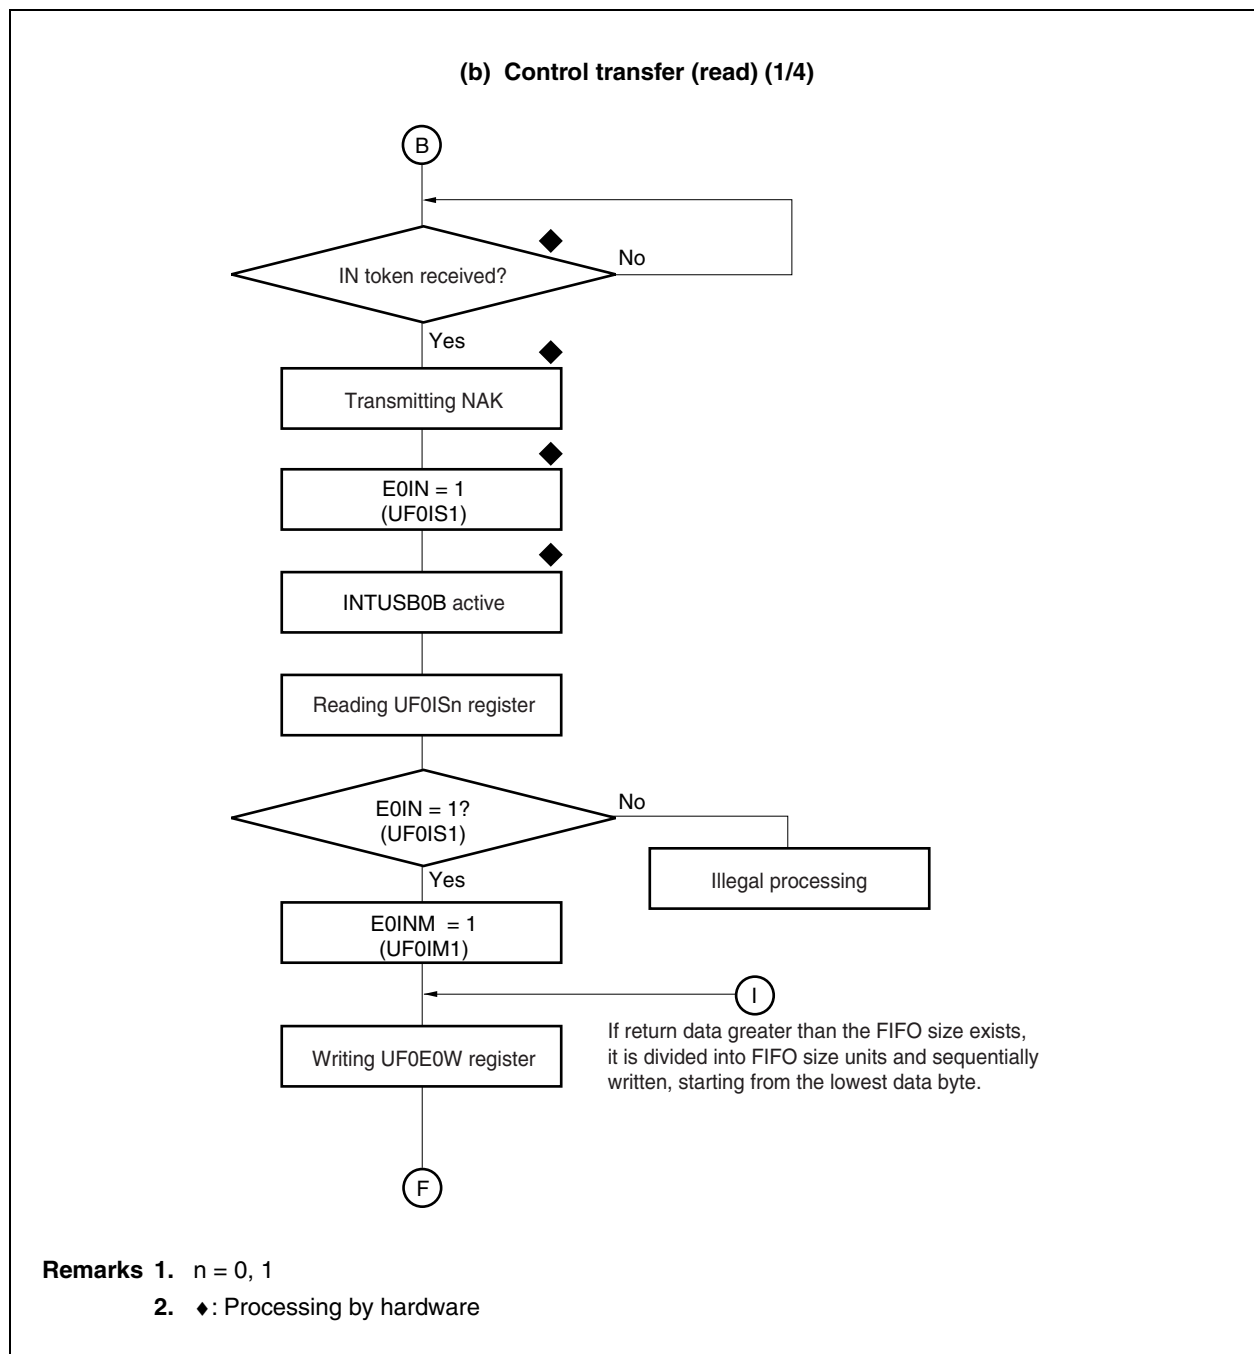 (b) Control transfer (read) (1/4)
B
IN token received?
No
Yes
Transmitting NAK
E0IN = 1
(UF0IS1)
INTUSB0B active
Reading UF0ISn register
E0IN = 1?
(UF0IS1)
No
Illegal processing
Yes
E0INM = 1
(UF0IM1)
I
If return data greater than the FIFO size exists,
it is divided into FIFO size units and sequentially
written, starting from the lowest data byte.
Writing UF0E0W register
F
Remarks 1. n = 0, 1
2. ♦: Processing by hardware